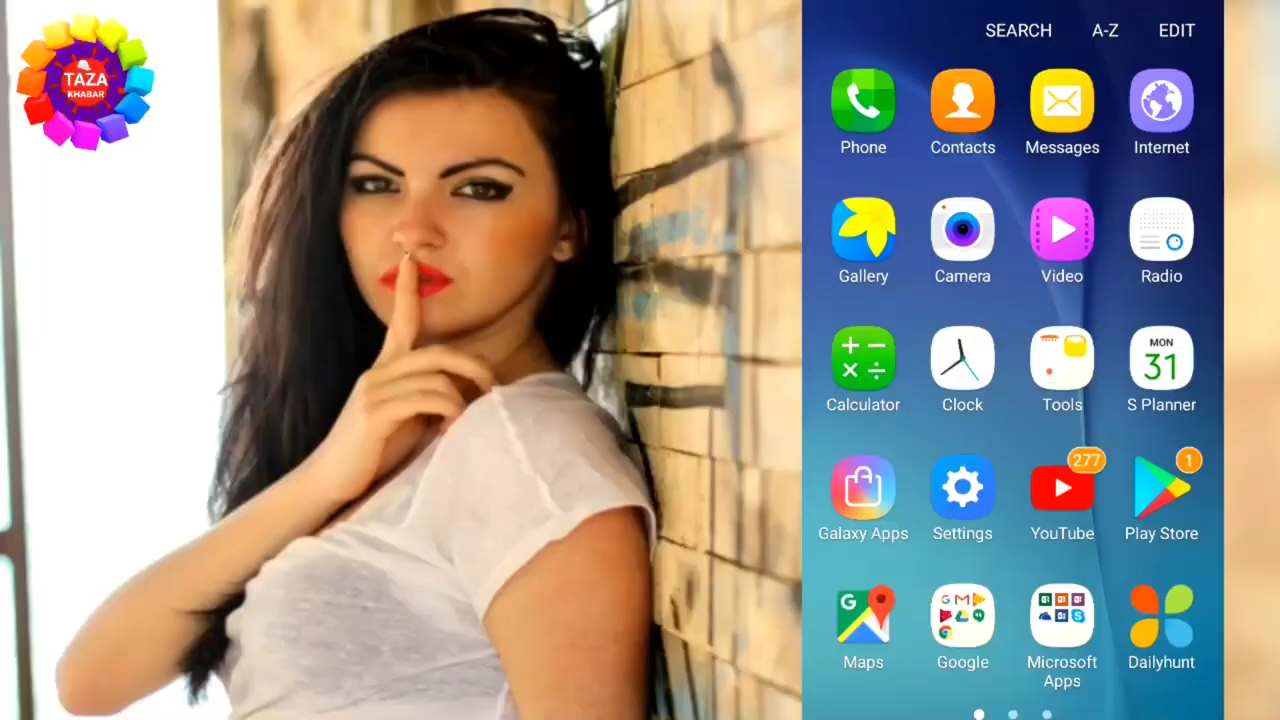 TAZA
KHABAR
SEARCH A-Z EDIT
Phone Contacts Messages Internet
Gallery Camera Video Radio
MON
31
Calculator Clock Tools S Planner
277 1
Galaxy Apps Settings YouTube Play Store
G
G M
Maps Google Microsoft Apps Dailyhunt